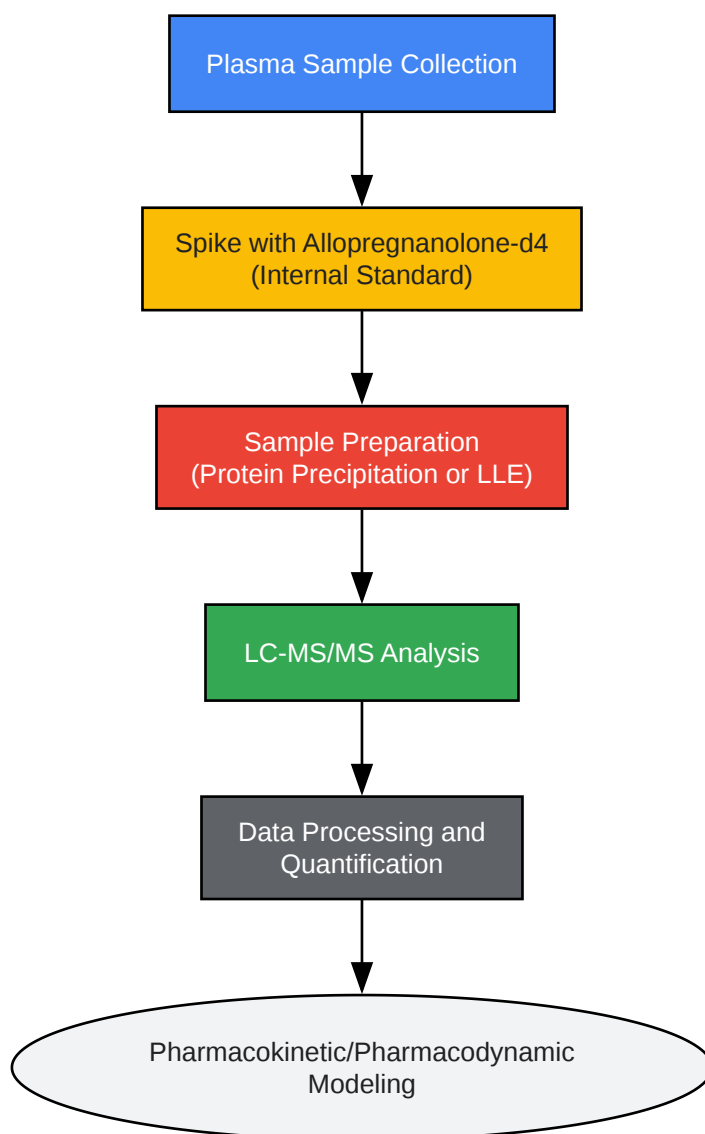 Plasma Sample Collection
Spike with Allopregnanolone-d4
(Internal Standard)
Sample Preparation
(Protein Precipitation or LLE)
LC-MS/MS Analysis
Data Processing and
Quantification
Pharmacokinetic/Pharmacodynamic
Modeling